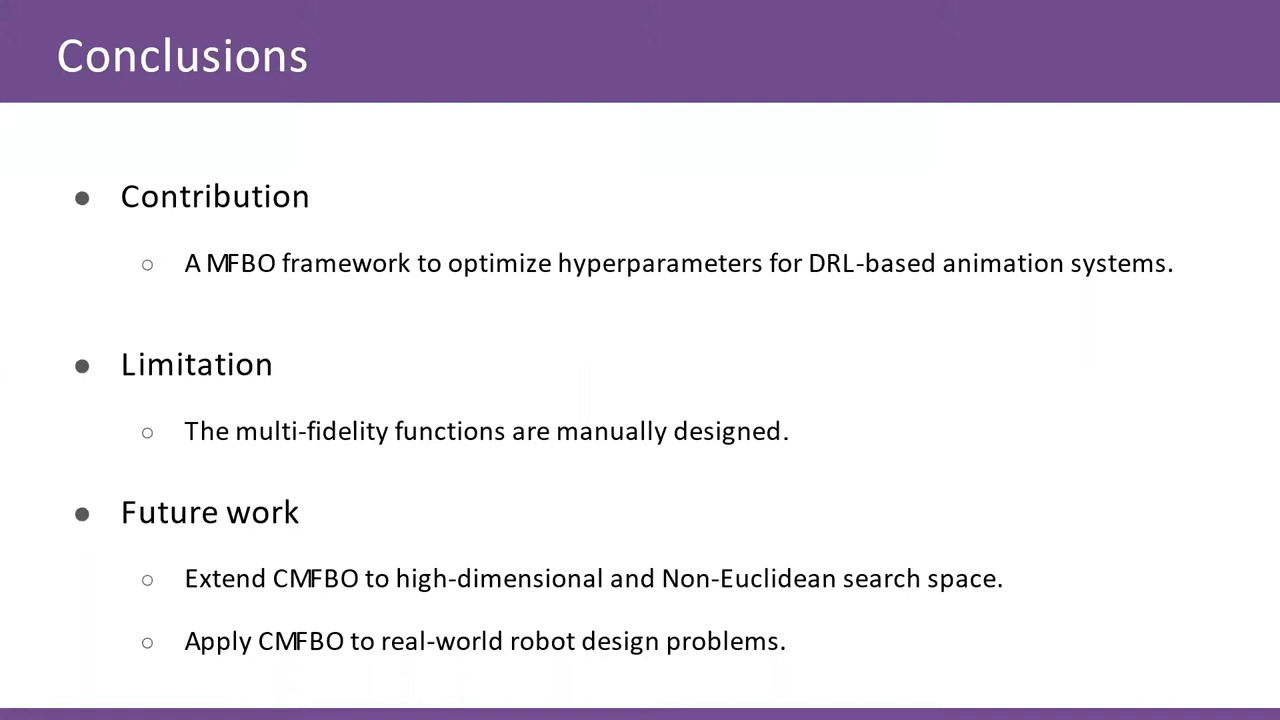 Conclusions
● Contribution
○ A MFBO framework to optimize hyperparameters for DRL-based animation systems.
● Limitation
○ The multi-fidelity functions are manually designed.
● Future work
○ Extend CMFBO to high-dimensional and Non-Euclidean search space.
○ Apply CMFBO to real-world robot design problems.